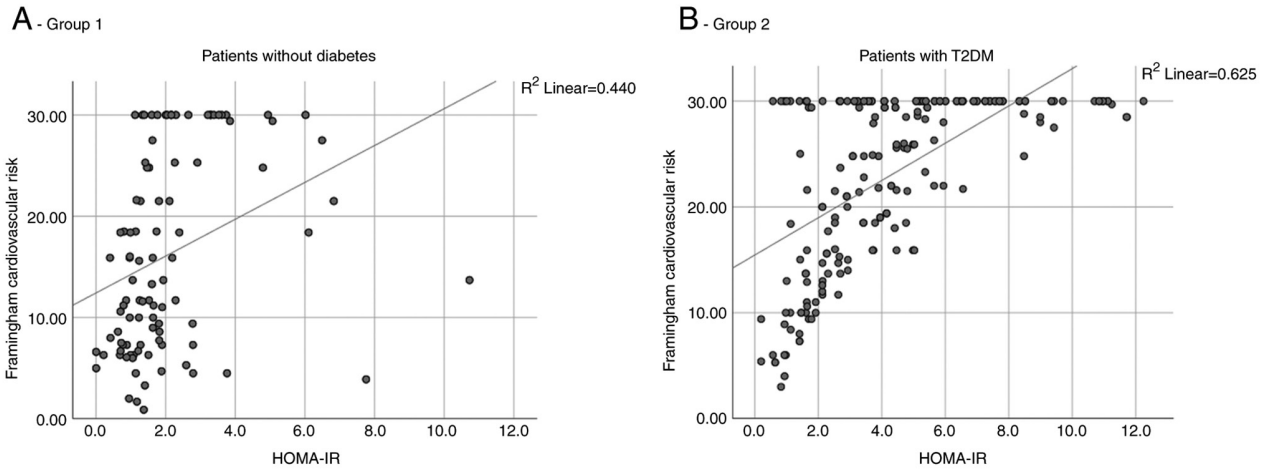 A - Group 1
Patients without diabetes
R2 Linear=0.440
Framingham cardiovascular risk
30.00
20.00
10.00
0.00
0.0 2.0 4.0 6.0 8.0 10.0 12.0
HOMA-IR
B - Group 2
Patients with T2DM
R2 Linear=0.625
Framingham cardiovascular risk
30.00
20.00
10.00
0.00
0.0 2.0 4.0 6.0 8.0 10.0 12.0
HOMA-IR